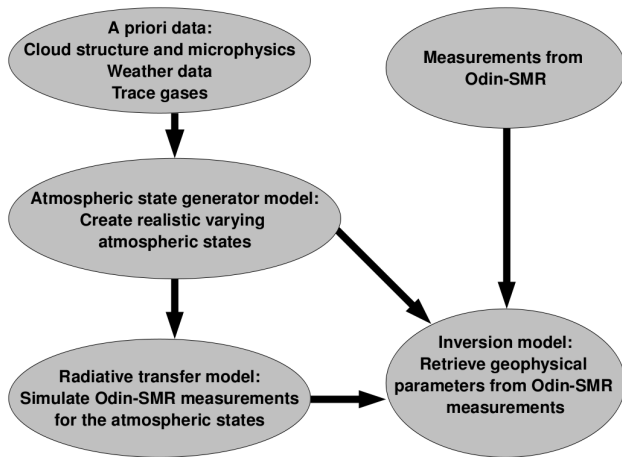 A priori data:
Cloud structure and microphysics
Weather data
Trace gases
Measurements from
Odin-SMR
Atmospheric state generator model:
Create realistic varying
atmospheric states
Radiative transfer model:
Simulate Odin-SMR measurements
for the atmospheric states
Inversion model:
Retrieve geophysical
parameters from Odin-SMR
measurements